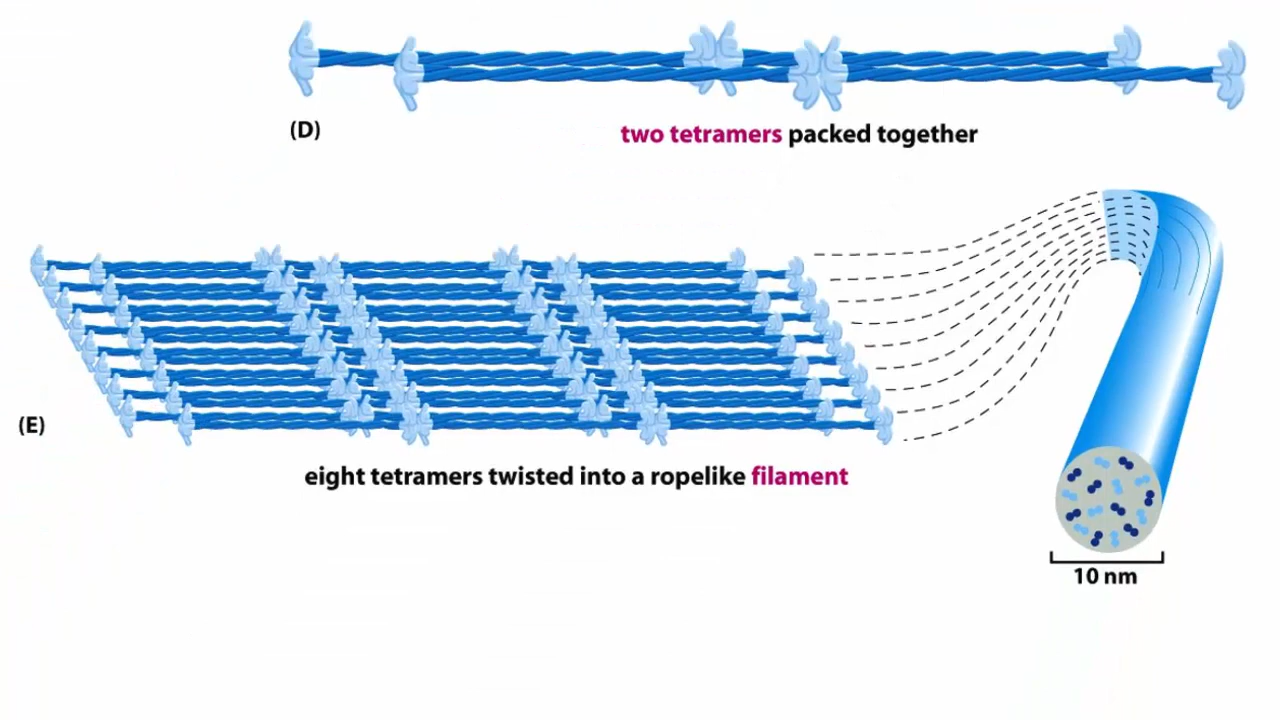 (D)
two tetramers packed together
(E)
eight tetramers twisted into a ropelike filament
10 nm